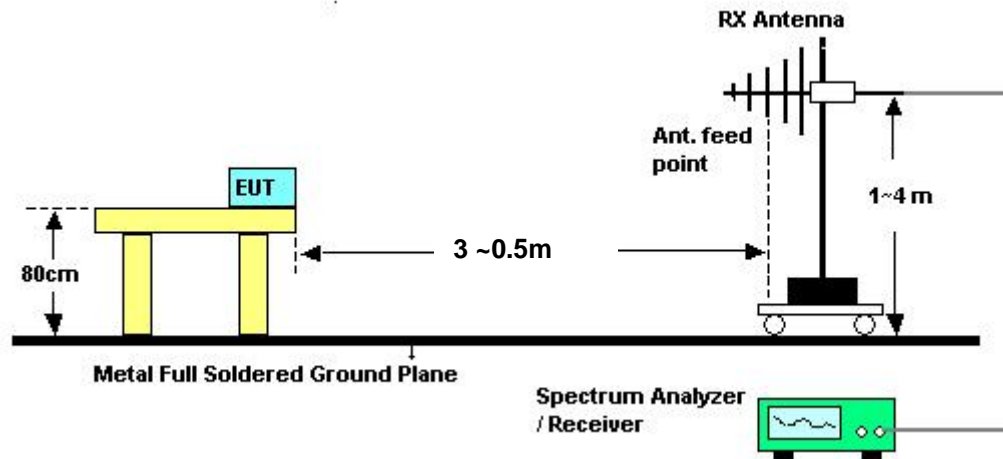 RX Antenna
Ant. feed
point
1~4 m
EUT
3 ~0.5m
80cm
Metal Full Soldered Ground Plane
Spectrum Analyzer
/ Receiver